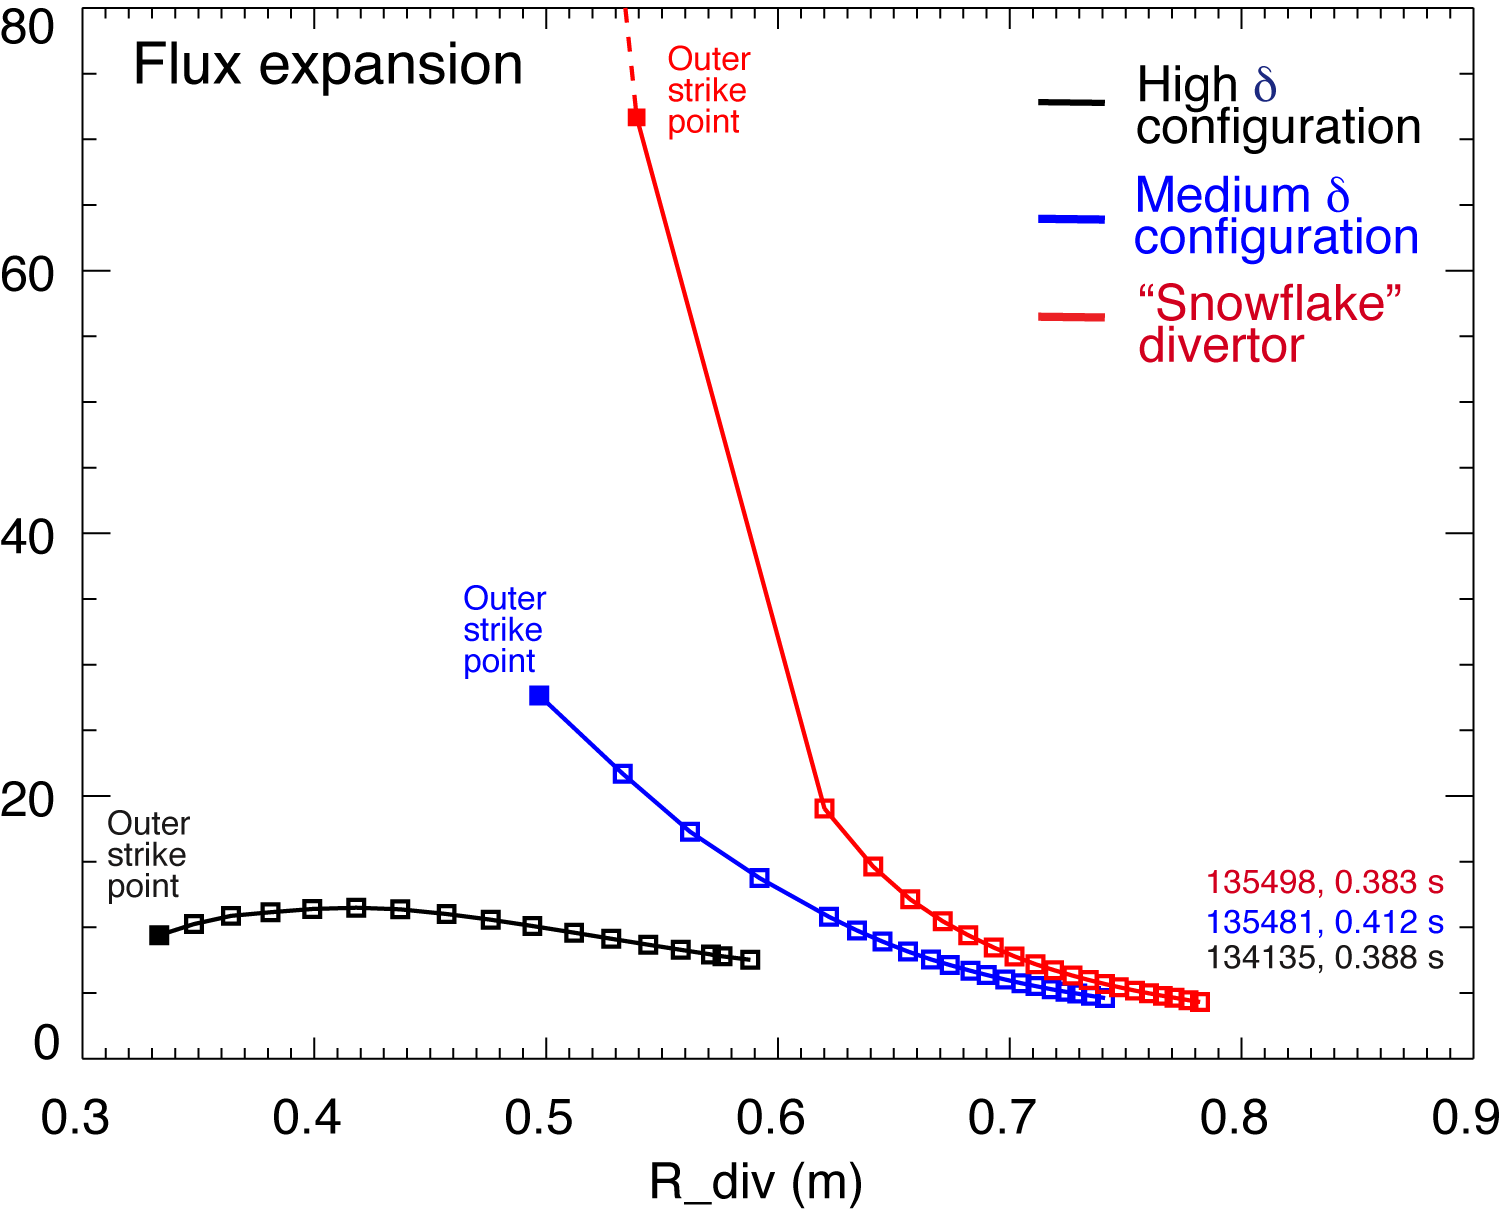 80
Flux expansion
Outer
strike
point
High δ
configuration
Medium δ
configuration
“Snowflake”
divertor
60
40
Outer
strike
point
20
Outer
strike
point
135498, 0.383 s
135481, 0.412 s
134135, 0.388 s
0
0.3 0.4 0.5 0.6 0.7 0.8 0.9
R_div (m)